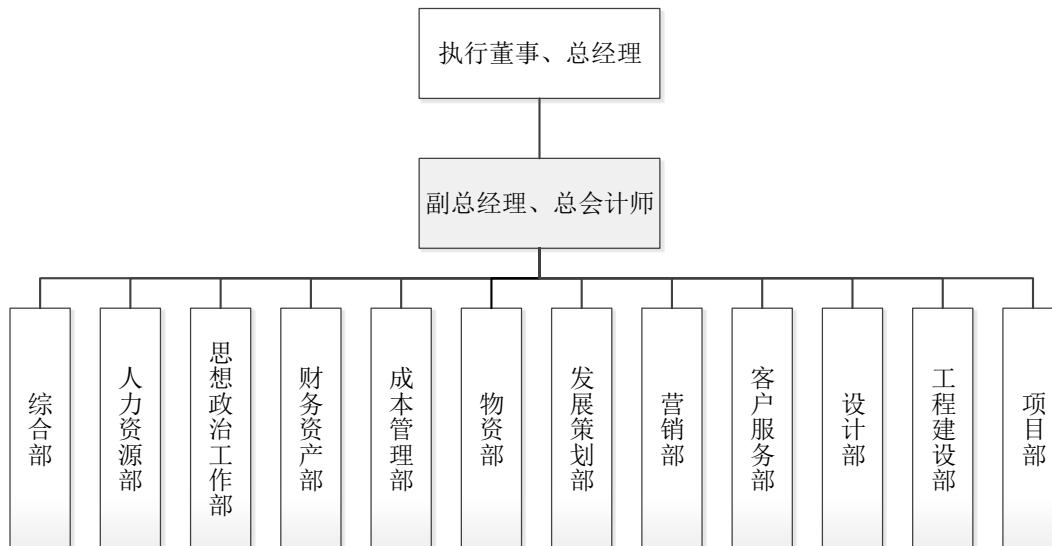 执行董事、总经理
副总经理、总会计师
综合部
人力资源部
思想政治工作部
财务资产部
成本管理部
物资部
发展策划部
营销部
客户服务部
设计部
工程建设部
项目部